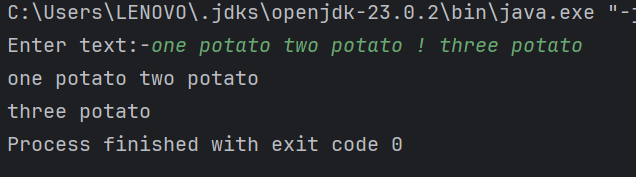 C:\Users\LENOVO\.jdks\openjdk-23.0.2\bin\java.exe "-
Enter text:-one potato two potato ! three potato
one potato two potato
three potato
Process finished with exit code 0